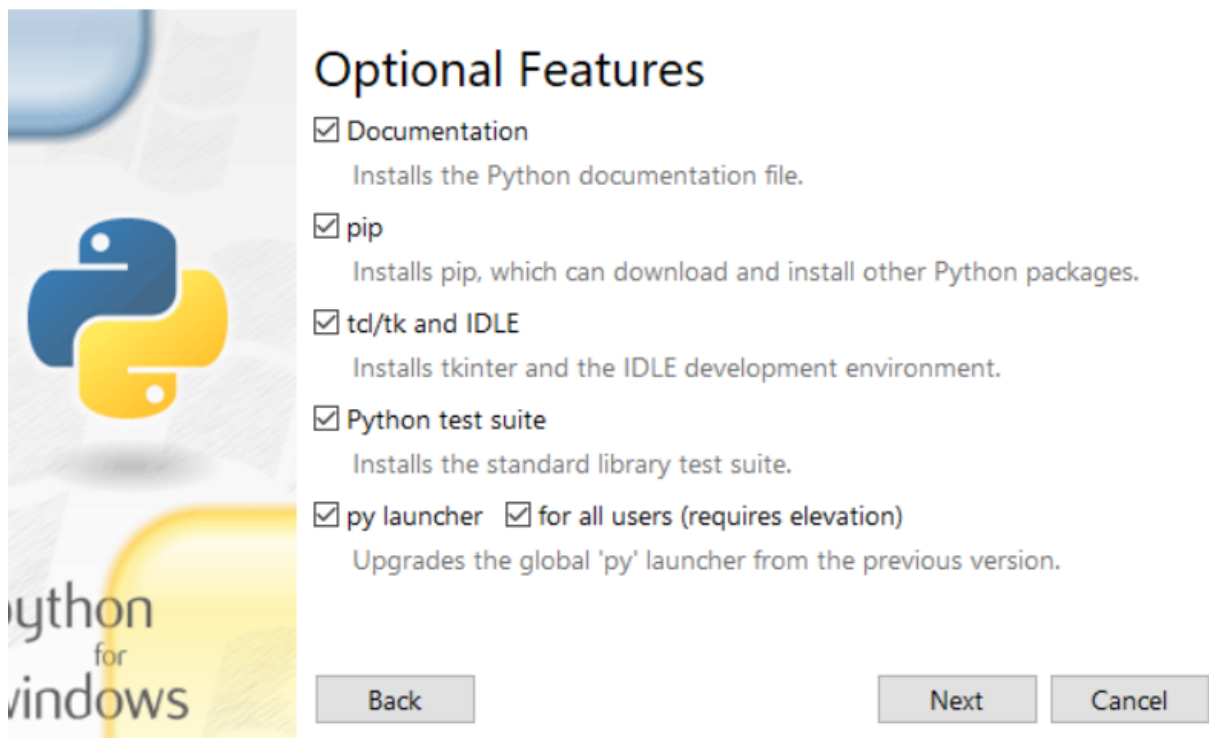 Optional Features
Documentation
Installs the Python documentation file.
pip
Installs pip, which can download and install other Python packages.
tcl/tk and IDLE
Installs tkinter and the IDLE development environment.
Python test suite
Installs the standard library test suite.
py launcher for all users (requires elevation)
Upgrades the global 'py' launcher from the previous version.
python
for
windows
Back Next Cancel